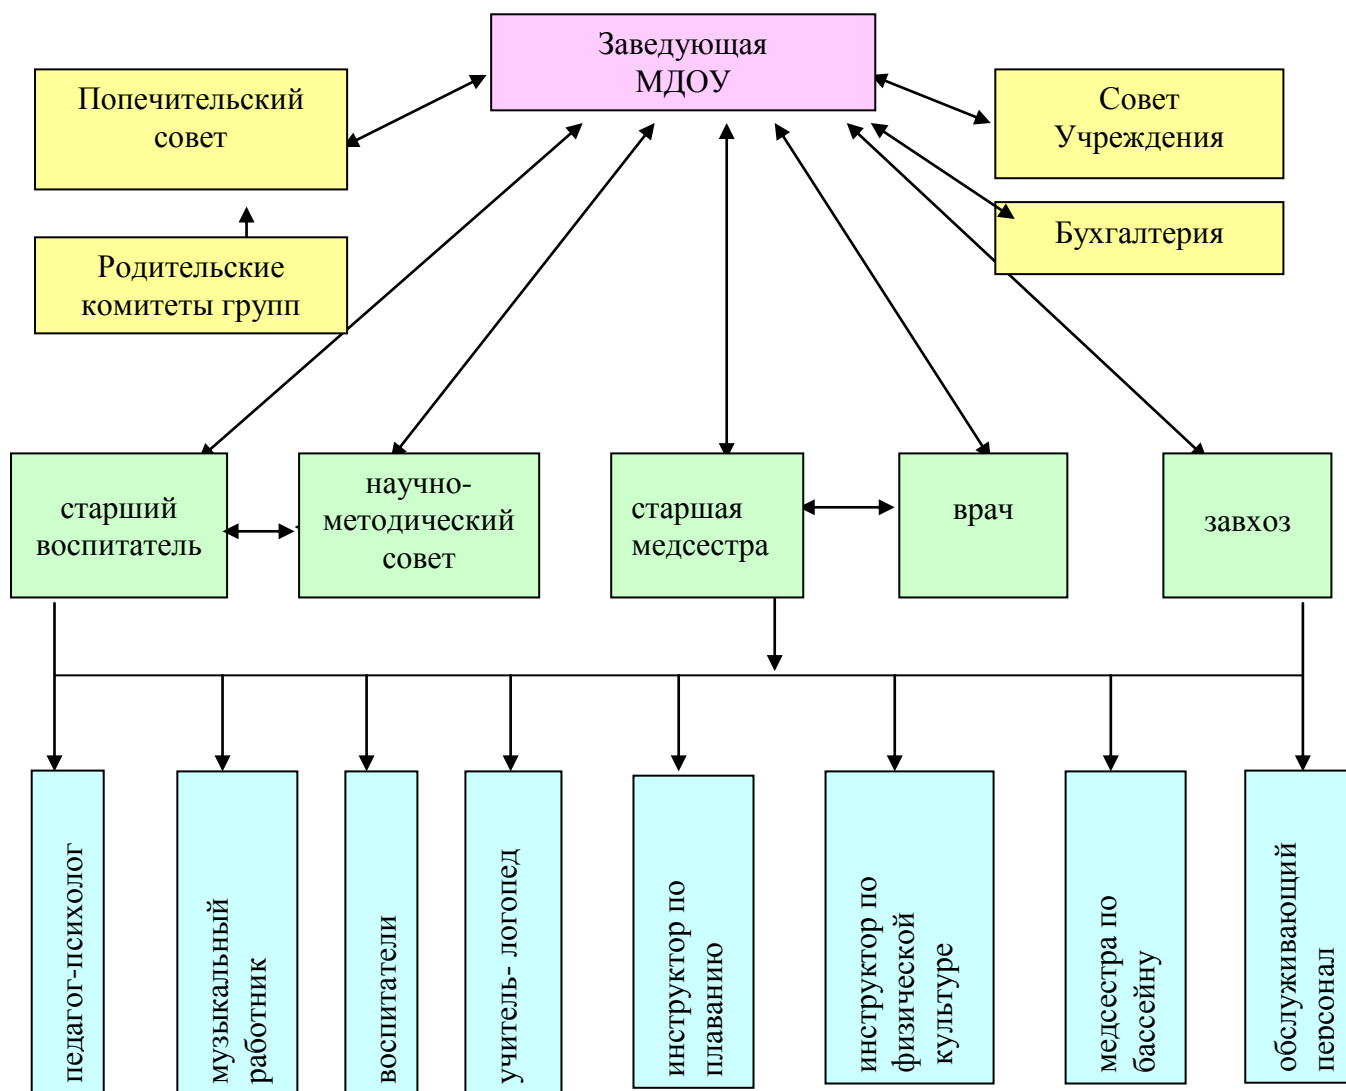 Заведующая
МДОУ
Попечительский
совет
Совет
Учреждения
Бухгалтерия
Родительские
комитеты групп
старший
воспитатель
научно-
методический
совет
старшая
медсестра
врач
завхоз
педагог-психолог
музыкальный
работник
воспитатели
учитель- логопед
инструктор по
плаванию
инструктор по
физической
культуре
медсестра по
бассейну
обслуживающий
персонал